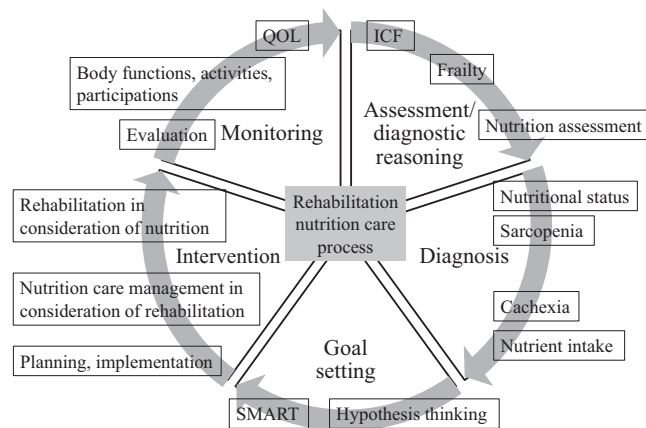 QOL
ICF
Frailty
Body functions, activities,
participations
Assessment/
diagnostic
reasoning
Nutrition assessment
Evaluation
Monitoring
Rehabilitation
nutrition care
process
Nutritional status
Sarcopenia
Rehabilitation in
consideration of nutrition
Intervention
Diagnosis
Nutrition care management in
consideration of rehabilitation
Cachexia
Nutrient intake
Planning, implementation
Goal
setting
SMART
Hypothesis thinking